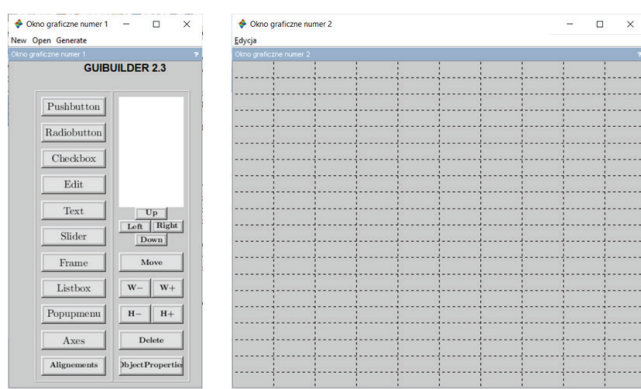 Okno graficzne numer 1
New Open Generate
Okno graficzne numer 1 ?
GUIBUILDER 2.3
Pushbutton
Radiobutton
Checkbox
Edit
Text
Slider
Frame
Listbox
Popupmenu
Axes
Alignements
Up
Left Right
Down
Move
W- W+
H- H+
Delete
ObjectPropertie
Okno graficzne numer 2
Edycja
Okno graficzne numer 2 ?